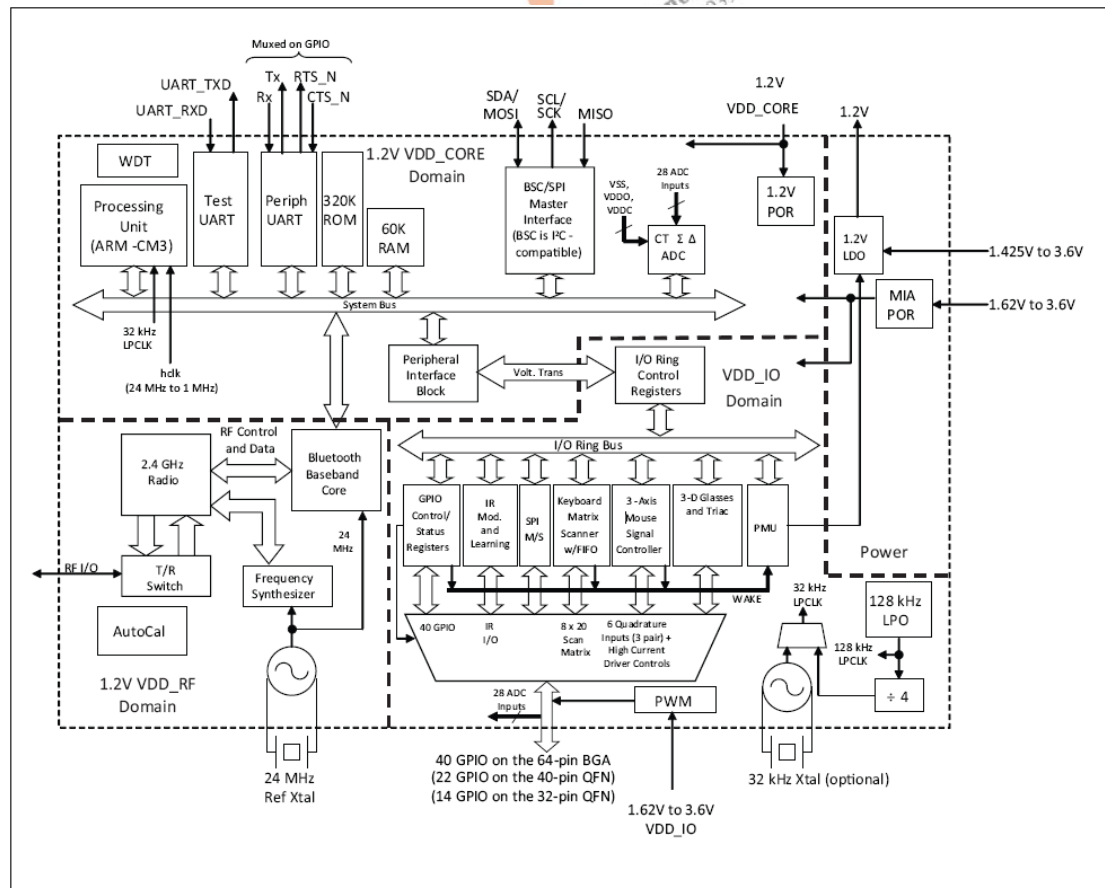 Muxed on GPIO
Tx
RTS_N
UART_TXD
Rx
CTS_N
UART_RXD
SDA/
MOSI
SCL/
SCK
MISO
1.2V
VDD_CORE
1.2V
1.2V VDD_CORE
Domain
WDT
Processing
Unit
(ARM -CM3)
Test
UART
Periph
UART
320K
ROM
60K
RAM
BSC/SPI
Master
Interface
(BSC is I²C -
compatible)
VSS,
VDDO,
VDDC
28 ADC
Inputs
CT Σ Δ
ADC
1.2V
POR
1.2V
LDO
1.425V to 3.6V
MIA
POR
1.62V to 3.6V
System Bus
32 kHz
LPCLK
hclk
(24 MHz to 1 MHz)
Peripheral
Interface
Block
Volt. Trans
I/O Ring
Control
Registers
VDD_IO
Domain
RF Control
and Data
2.4 GHz
Radio
Bluetooth
Baseband
Core
I/O Ring Bus
GPIO
Control/
Status
Registers
IR
Mod.
and
Learning
SPI
M/S
Keyboard
Matrix
Scanner
w/FIFO
3-Axis
Mouse
Signal
Controller
3-D Glasses
and Triac
PMU
Power
24
MHz
RF I/O
T/R
Switch
Frequency
Synthesizer
WAKE
32 kHz
LPCLK
128 kHz
LPO
AutoCal
40 GPIO
IR
I/O
8 x 20
Scan
Matrix
6 Quadrature
Inputs (3 pair) +
High Current
Driver Controls
128 kHz
LPCLK
÷ 4
1.2V VDD_RF
Domain
28 ADC
Inputs
PWM
24 MHz
Ref Xtal
40 GPIO on the 64-pin BGA
(22 GPIO on the 40-pin QFN)
(14 GPIO on the 32-pin QFN)
32 kHz Xtal (optional)
1.62V to 3.6V
VDD_IO